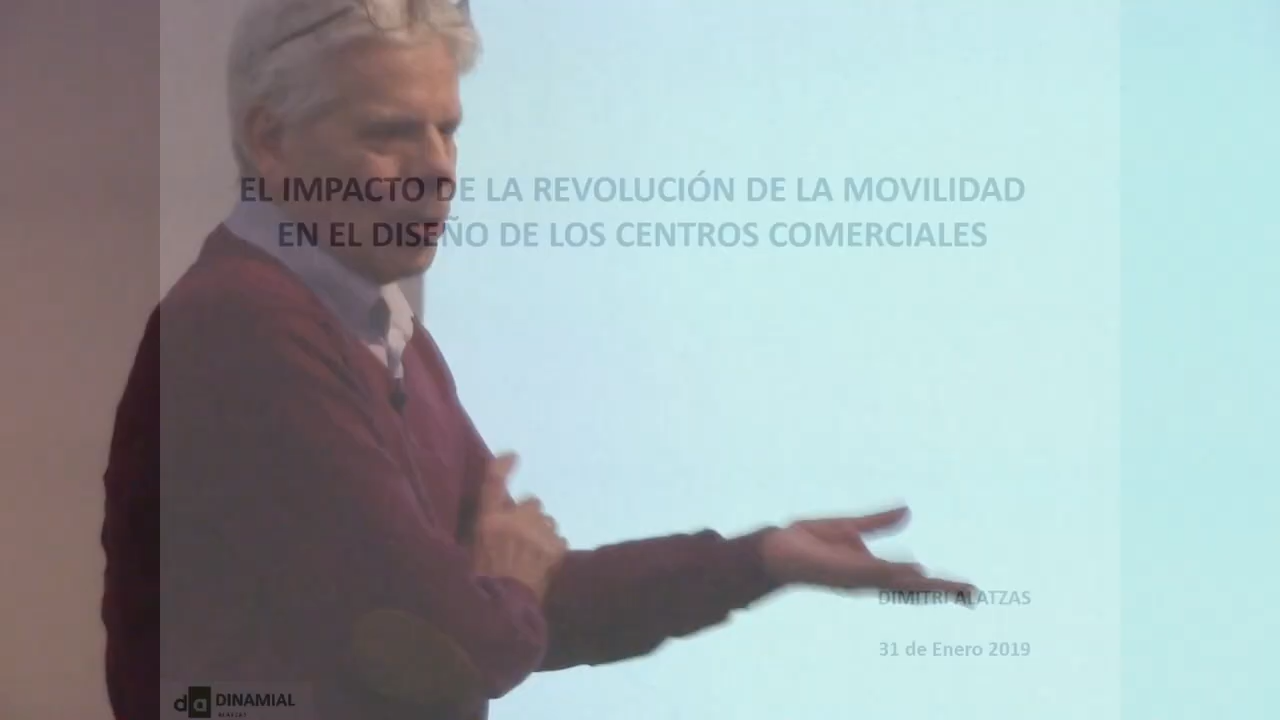 EL IMPACTO DE LA REVOLUCIÓN DE LA MOVILIDAD
EN EL DISEÑO DE LOS CENTROS COMERCIALES
DIMITRI ALATZAS
31 de Enero 2019
da DINAMIAL